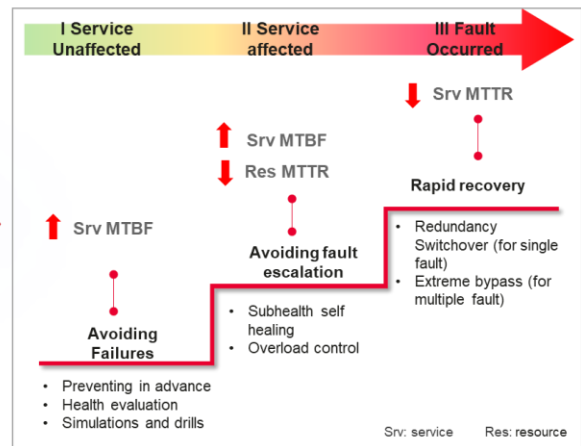 I Service
Unaffected
II Service
affected
III Fault
Occurred
Srv MTTR
Srv MTBF
Res MTTR
Srv MTBF
Rapid recovery
• Redundancy
Switchover (for single
fault)
• Extreme bypass (for
multiple fault)
Avoiding fault
escalation
• Subhealth self
healing
• Overload control
Avoiding
Failures
• Preventing in advance
• Health evaluation
• Simulations and drills
Srv: service Res: resource